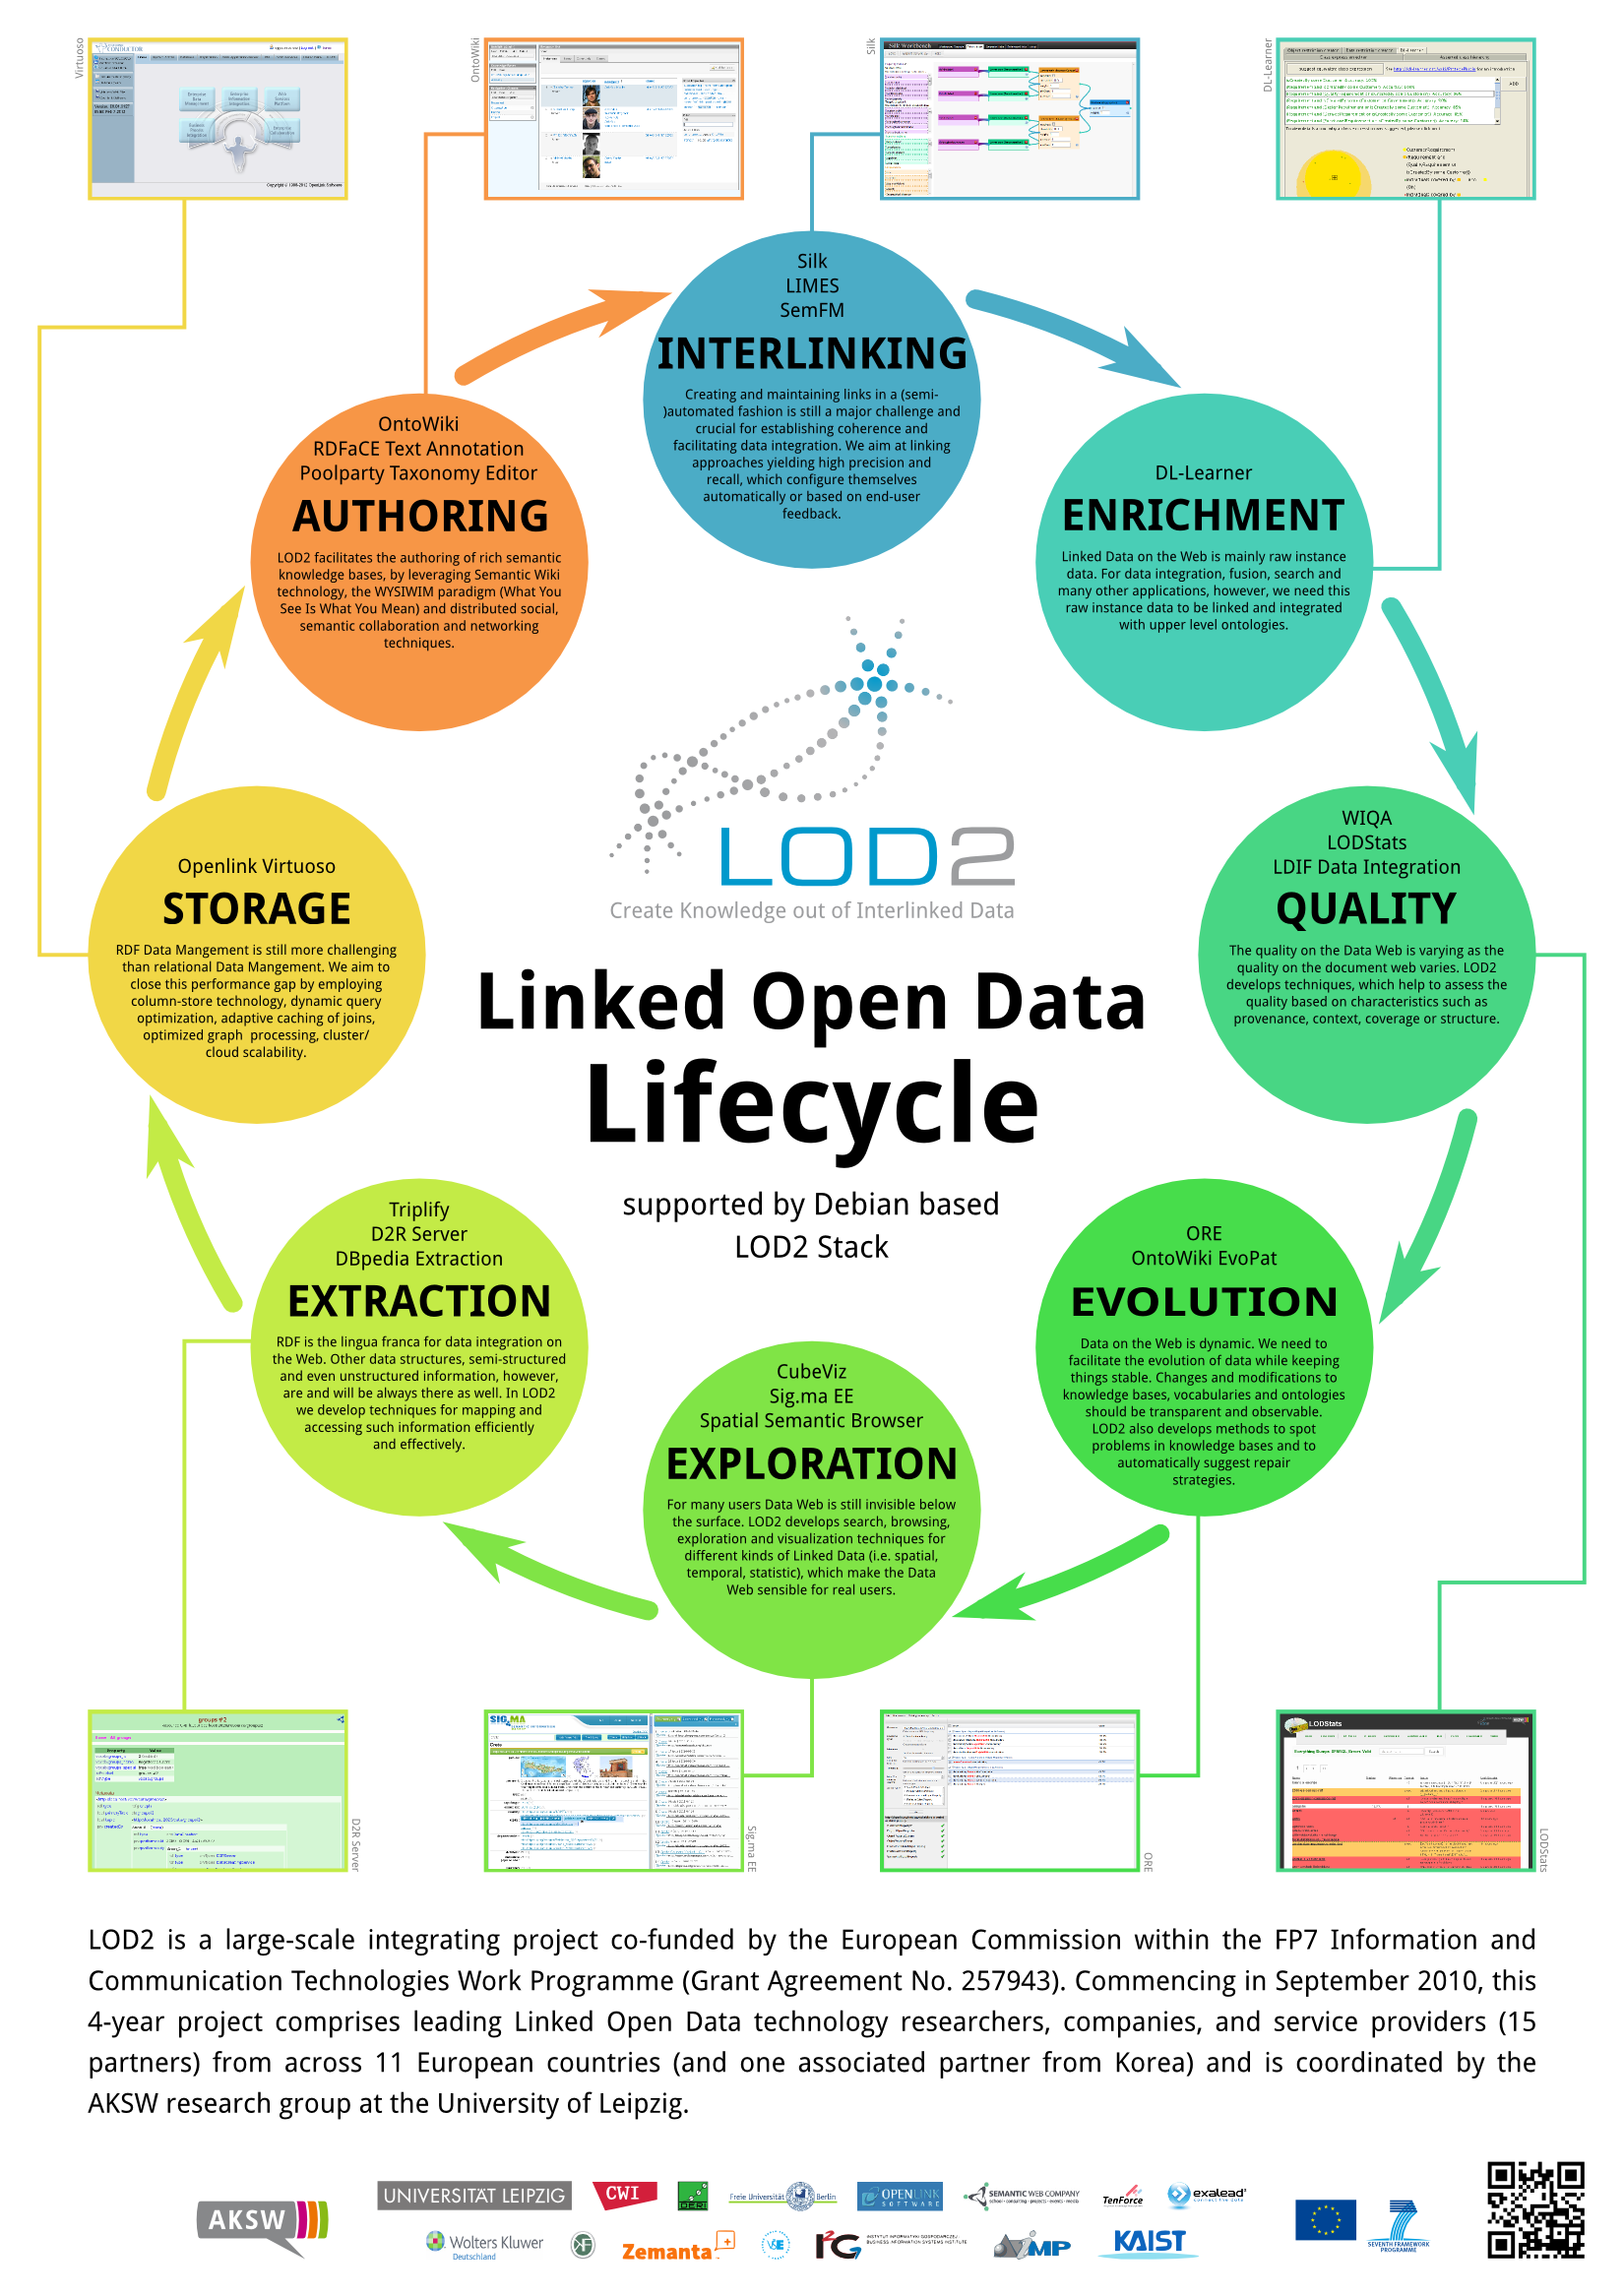 Virtuoso
OntoWiki
Silk
DL-Learner
CONDUCTOR
Silk Workbench
Silk
LIMES
SemFM
INTERLINKING
Creating and maintaining links in a (semi-
)automated fashion is still a major challenge and
crucial for establishing coherence and
facilitating data integration. We aim at linking
approaches yielding high precision and
recall, which configure themselves
automatically or based on end-user
feedback.
OntoWiki
RDFaCE Text Annotation
Poolparty Taxonomy Editor
AUTHORING
LOD2 facilitates the authoring of rich semantic
knowledge bases, by leveraging Semantic Wiki
technology, the WYSIWIM paradigm (What You
See Is What You Mean) and distributed social,
semantic collaboration and networking
techniques.
DL-Learner
ENRICHMENT
Linked Data on the Web is mainly raw instance
data. For data integration, fusion, search and
many other applications, however, we need this
raw instance data to be linked and integrated
with upper level ontologies.
LOD2
Create Knowledge out of Interlinked Data
Openlink Virtuoso
STORAGE
RDF Data Mangement is still more challenging
than relational Data Mangement. We aim to
close this performance gap by employing
column-store technology, dynamic query
optimization, adaptive caching of joins,
optimized graph processing, cluster/
cloud scalability.
WIQA
LODStats
LDIF Data Integration
QUALITY
The quality on the Data Web is varying as the
quality on the document web varies. LOD2
develops techniques, which help to assess the
quality based on characteristics such as
provenance, context, coverage or structure.
Linked Open Data
Lifecycle
supported by Debian based
LOD2 Stack
Triplify
D2R Server
DBpedia Extraction
EXTRACTION
RDF is the lingua franca for data integration on
the Web. Other data structures, semi-structured
and even unstructured information, however,
are and will be always there as well. In LOD2
we develop techniques for mapping and
accessing such information efficiently
and effectively.
ORE
OntoWiki EvoPat
EVOLUTION
Data on the Web is dynamic. We need to
facilitate the evolution of data while keeping
things stable. Changes and modifications to
knowledge bases, vocabularies and ontologies
should be transparent and observable.
LOD2 also develops methods to spot
problems in knowledge bases and to
automatically suggest repair
strategies.
CubeViz
Sig.ma EE
Spatial Semantic Browser
EXPLORATION
For many users Data Web is still invisible below
the surface. LOD2 develops search, browsing,
exploration and visualization techniques for
different kinds of Linked Data (i.e. spatial,
temporal, statistic), which make the Data
Web sensible for real users.
groups #2
SIG MA
LODStats
D2R Server
Sig.ma EE
ORE
LODStats
LOD2 is a large-scale integrating project co-funded by the European Commission within the FP7 Information and
Communication Technologies Work Programme (Grant Agreement No. 257943). Commencing in September 2010, this
4-year project comprises leading Linked Open Data technology researchers, companies, and service providers (15
partners) from across 11 European countries (and one associated partner from Korea) and is coordinated by the
AKSW research group at the University of Leipzig.
AKSW
UNIVERSITÄT LEIPZIG
CWI
DERI
Freie Universität Berlin
OPENLINK
SOFTWARE
SEMANTIC WEB COMPANY
TenForce
exalead
Wolters Kluwer
Deutschland
Zemanta
I²G
INSTYTUT INFORMATYKI GOSPODARCZEJ
BUSINESS INFORMATION SYSTEMS INSTITUTE
IMP
KAIST
SEVENTH FRAMEWORK
PROGRAMME